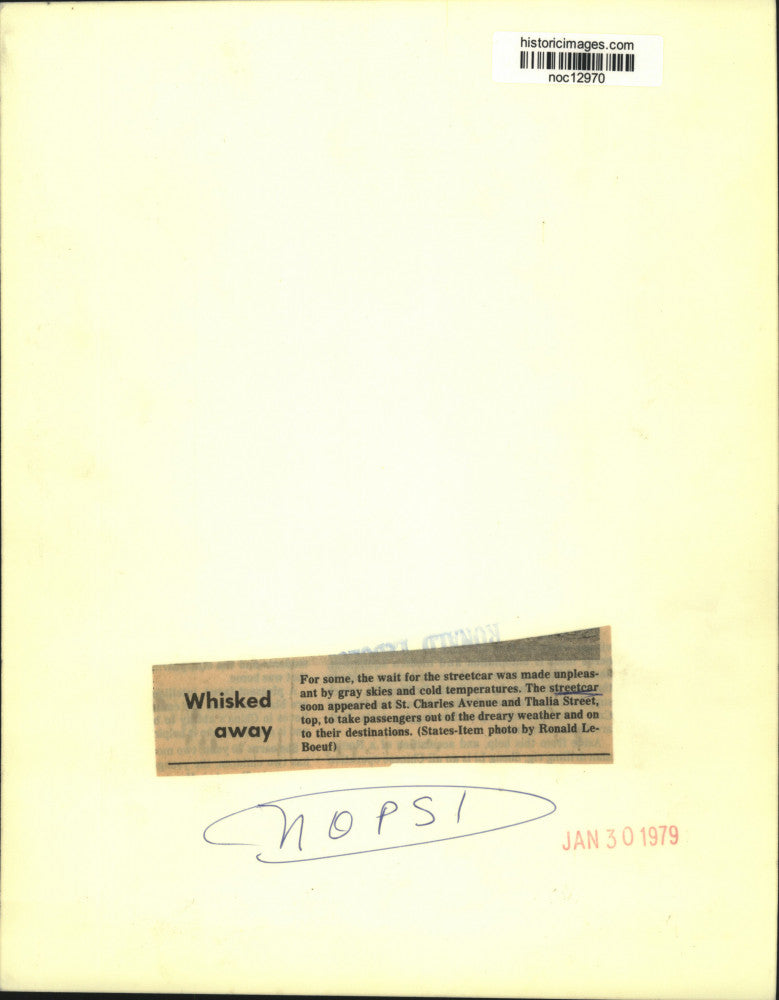 historicimages.com
noc12970
Whisked
away
For some, the wait for the streetcar was made unpleas-
ant by gray skies and cold temperatures. The streetcar
soon appeared at St. Charles Avenue and Thalia Street,
top, to take passengers out of the dreary weather and on
to their destinations. (States-Item photo by Ronald Le-
Boeuf)
NOPSI
JAN 30 1979